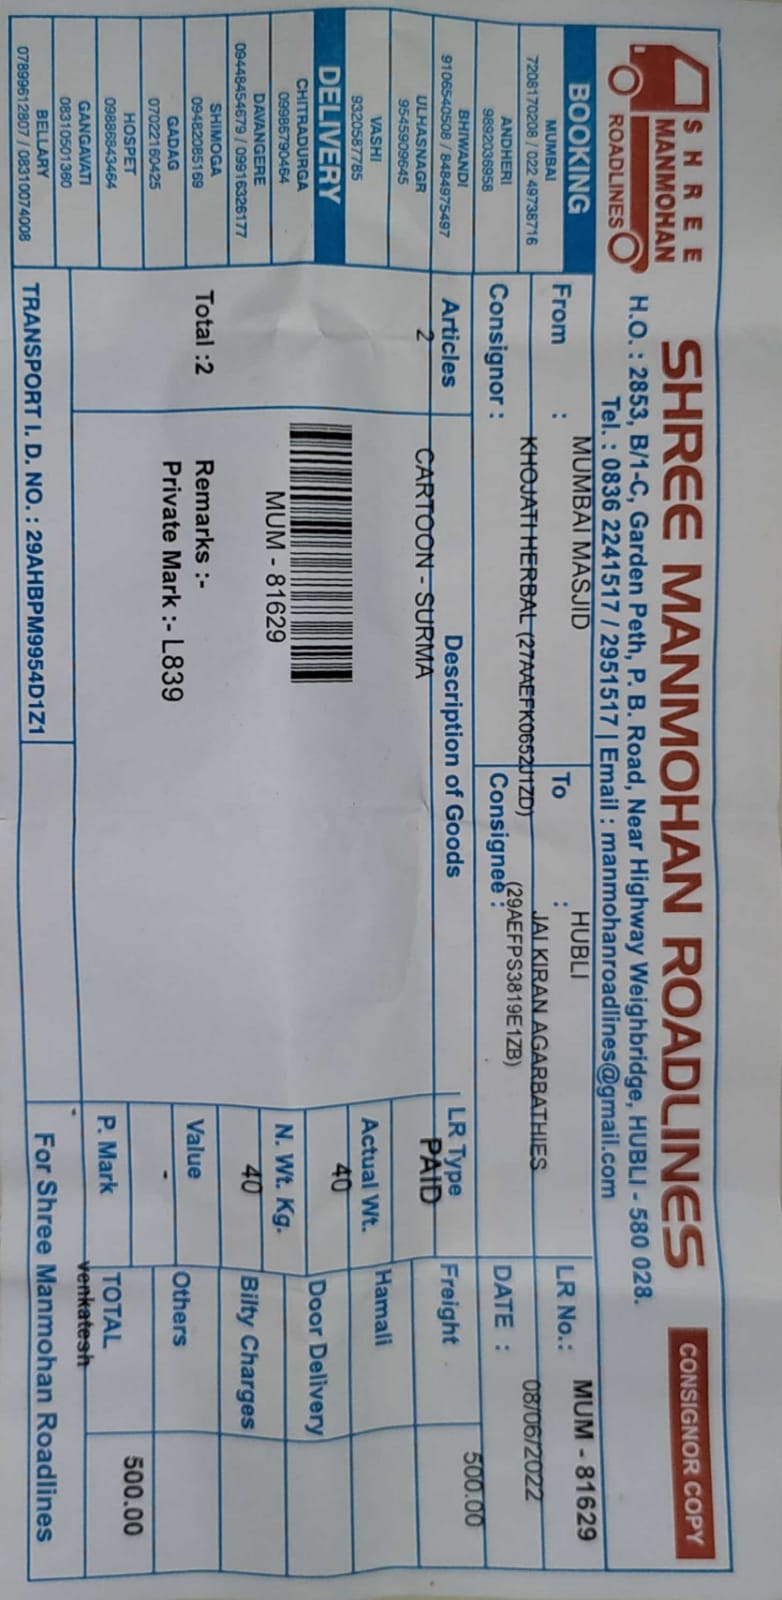 SHREE
MANMOHAN
ROADLINES
SHREE MANMOHAN ROADLINES
CONSIGNOR COPY
H.O. : 2853, B/1-C, Garden Peth, P. B. Road, Near Highway Weighbridge, HUBLI - 580 028.
Tel. : 0836 2241517 / 2951517 | Email : manmohanroadlines@gmail.com
BOOKING
MUMBAI
7208170208 / 022 49738716
ANDHERI
9892038958
BHIWANDI
9106540508 / 8484975497
ULHASNAGR
9545909645
VASHI
9320587785
DELIVERY
CHITRADURGA
09986790464
DAVANGERE
09448454679 / 09916326177
SHIMOGA
09482085169
GADAG
07022160425
HOSPET
09886843464
GANGAVATI
08310501360
BELLARY
07899612807 / 08310074008
From : MUMBAI MASJID
To : HUBLI
LR No.: MUM - 81629
Consignor : KHOJATI HERBAL (27AAEFK0652J1ZD)
Consignee : JAI KIRAN AGARBATHIES
(29AEFPS3819E1ZB)
DATE : 08/06/2022
Articles
Description of Goods
LR Type
PAID
Freight
500.00
2
CARTOON - SURMA
Actual Wt.
40
Hamali
N. Wt. Kg.
40
Door Delivery
Bilty Charges
MUM - 81629
Value
-
Others
Total :2
Remarks :-
Private Mark :- L839
P. Mark
-
TOTAL
500.00
venkatesh
TRANSPORT I. D. NO. : 29AHBPM9954D1Z1
For Shree Manmohan Roadlines